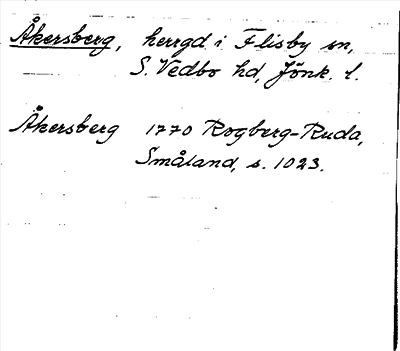 Åkersberg, herrgd. i Flisby sn,
S. Vedbo hd, Jönk. l.
Åkersberg 1770 Rogberg-Ruda,
Småland, s. 1023.